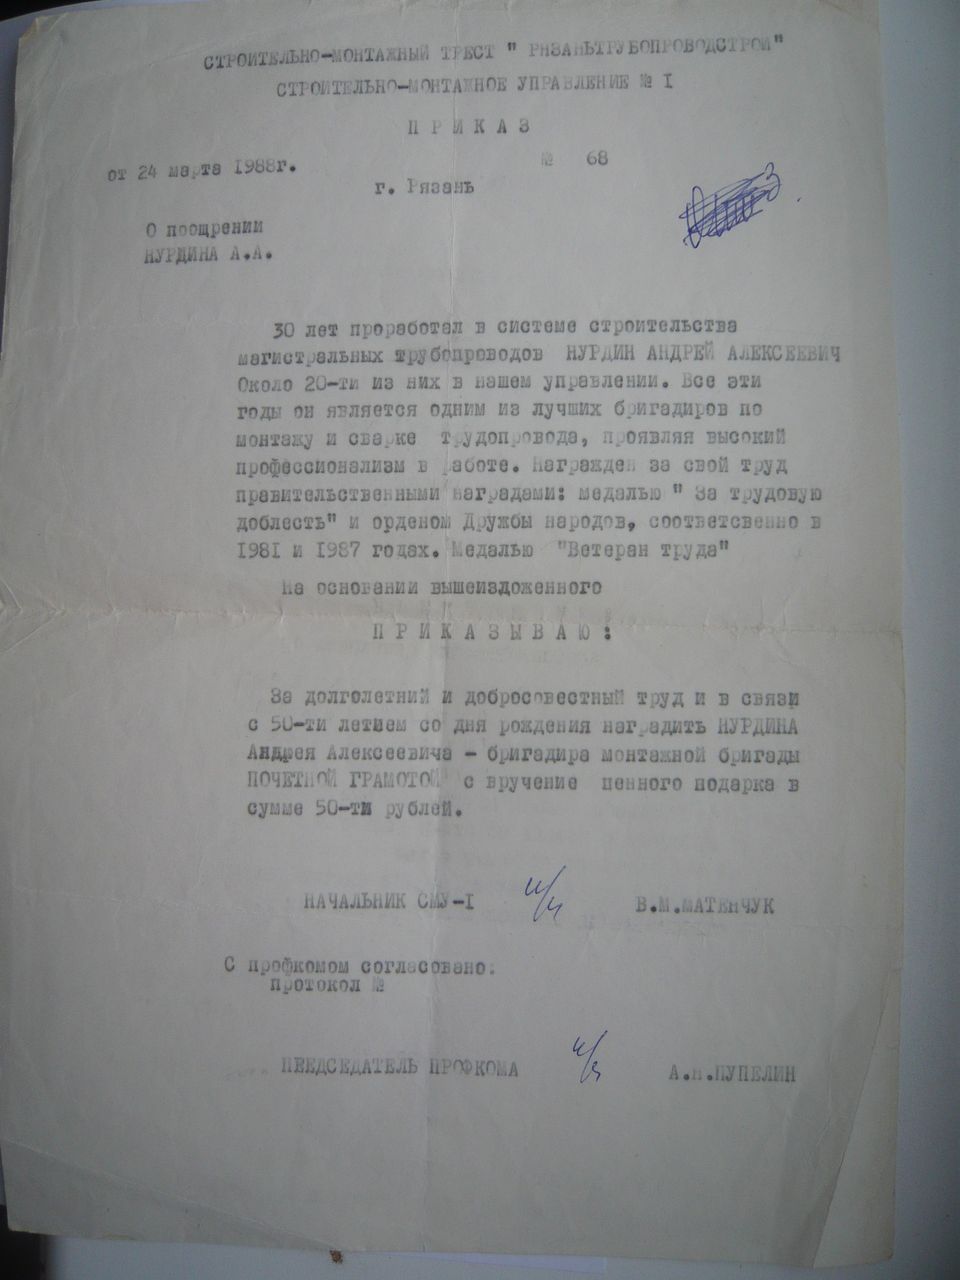 СТРОИТЕЛЬНО-МОНТАЖНЫЙ ТРЕСТ " РЯЗАНЬТРУБОПРОВОДСТРОЙ"
СТРОИТЕЛЬНО-МОНТАЖНОЕ УПРАВЛЕНИЕ № I
П Р И К А З
от 24 марта 1988г. № 68
г. Рязань
О поощрении
НУРДИНА А.А.
30 лет проработал в системе строительства
магистральных трубопроводов НУРДИН АНДРЕЙ АЛЕКСЕЕВИЧ
Около 20-ти из них в нашем управлении. Все эти
годы он является одним из лучших бригадиров по
монтажу и сварке трудопровода, проявляя высокий
профессионализм в работе. Награжден за свой труд
правительственными наградами: медалью " За трудовую
доблесть" и орденом Дружбы народов, соответсвенно в
1981 и 1987 годах. Медалью "Ветеран труда"
На основании вышеизложенного
П Р И К А З Ы В А Ю :
За долголетний и добросовестный труд и в связи
с 50-ти летием со дня рождения наградить НУРДИНА
Андрея Алексеевича - бригадира монтажной бригады
ПОЧЕТНОЙ ГРАМОТОЙ с вручение ценного подарка в
сумме 50-ти рублей.
НАЧАЛЬНИК СМУ-I В.М.МАТЕНЧУК
С профкомом согласовано:
протокол №
ПЕЕДСЕДАТЕЛЬ ПРОФКОМА